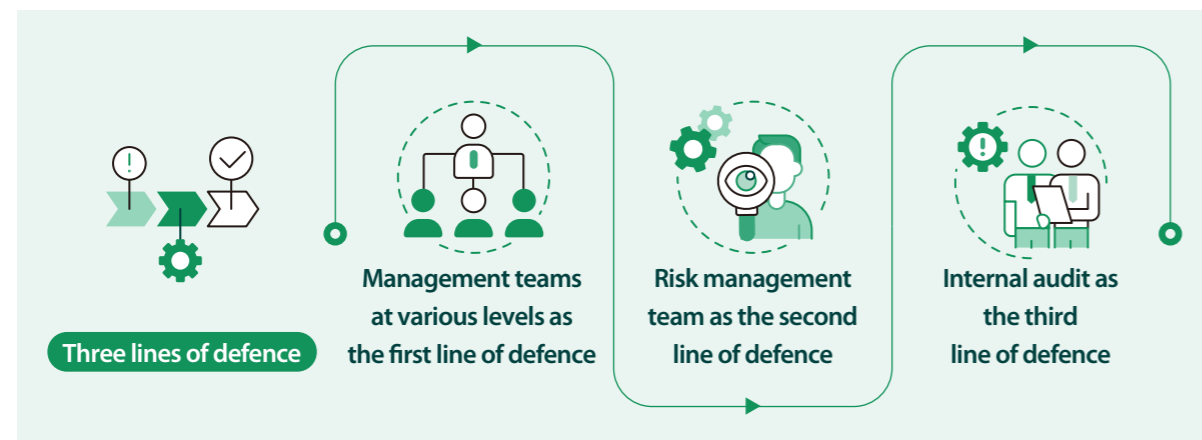 Three lines of defence
Management teams
at various levels as
the first line of defence
Risk management
team as the second
line of defence
Internal audit as
the third
line of defence